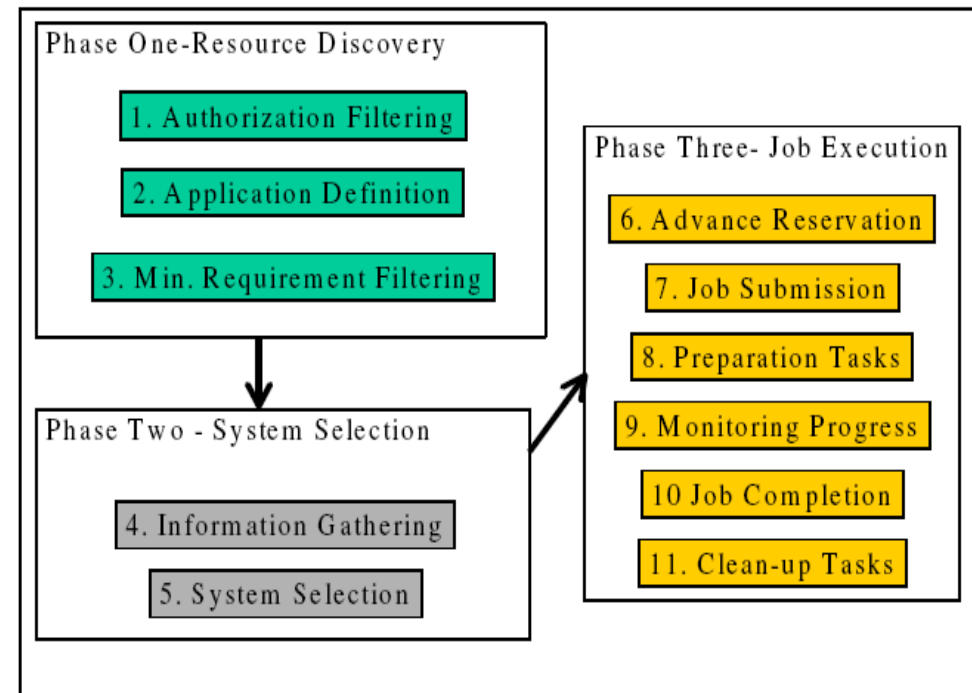 Phase One-Resource Discovery
1. Authorization Filtering
2. Application Definition
3. Min. Requirement Filtering
Phase Two - System Selection
4. Information Gathering
5. System Selection
Phase Three- Job Execution
6. Advance Reservation
7. Job Submission
8. Preparation Tasks
9. Monitoring Progress
10 Job Completion
11. Clean-up Tasks